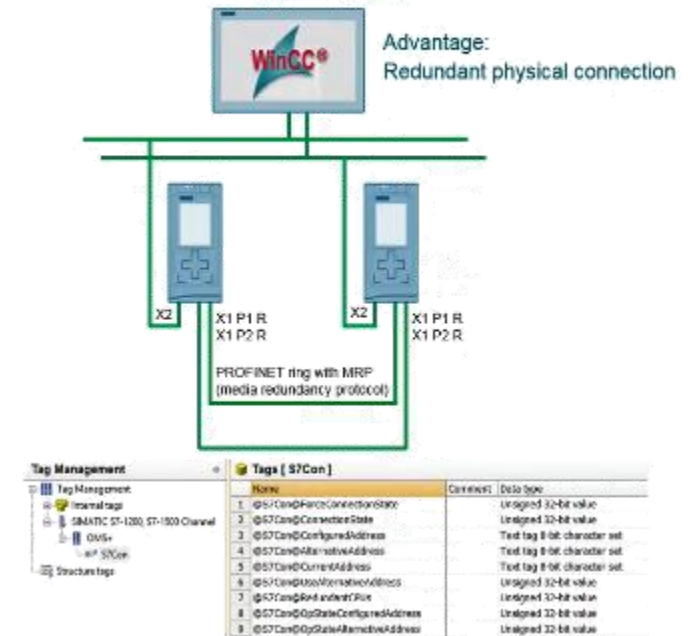 WinCC®
Advantage:
Redundant physical connection
X2
X1 P1 R
X1 P2 R
X2
X1 P1 R
X1 P2 R
PROFINET ring with MRP
(media redundancy protocol)
Tag Management
Tag Management
Internal tags
SIMATIC S7-1200, S7-1500 Channel
OMS+
S7Con
Structure tags
Tags [ S7Con ]
Name Comment Data type
1 @S7Con@ForceConnectionState Unsigned 32-bit value
2 @S7Con@ConnectionState Unsigned 32-bit value
3 @S7Con@ConfiguredAddress Text tag 8-bit character set
4 @S7Con@AlternativeAddress Text tag 8-bit character set
5 @S7Con@CurrentAddress Text tag 8-bit character set
6 @S7Con@UseAlternativeAddress Unsigned 32-bit value
7 @S7Con@RedundantCPUs Unsigned 32-bit value
8 @S7Con@OpStateConfiguredAddress Unsigned 32-bit value
9 @S7Con@OpStateAlternativeAddress Unsigned 32-bit value